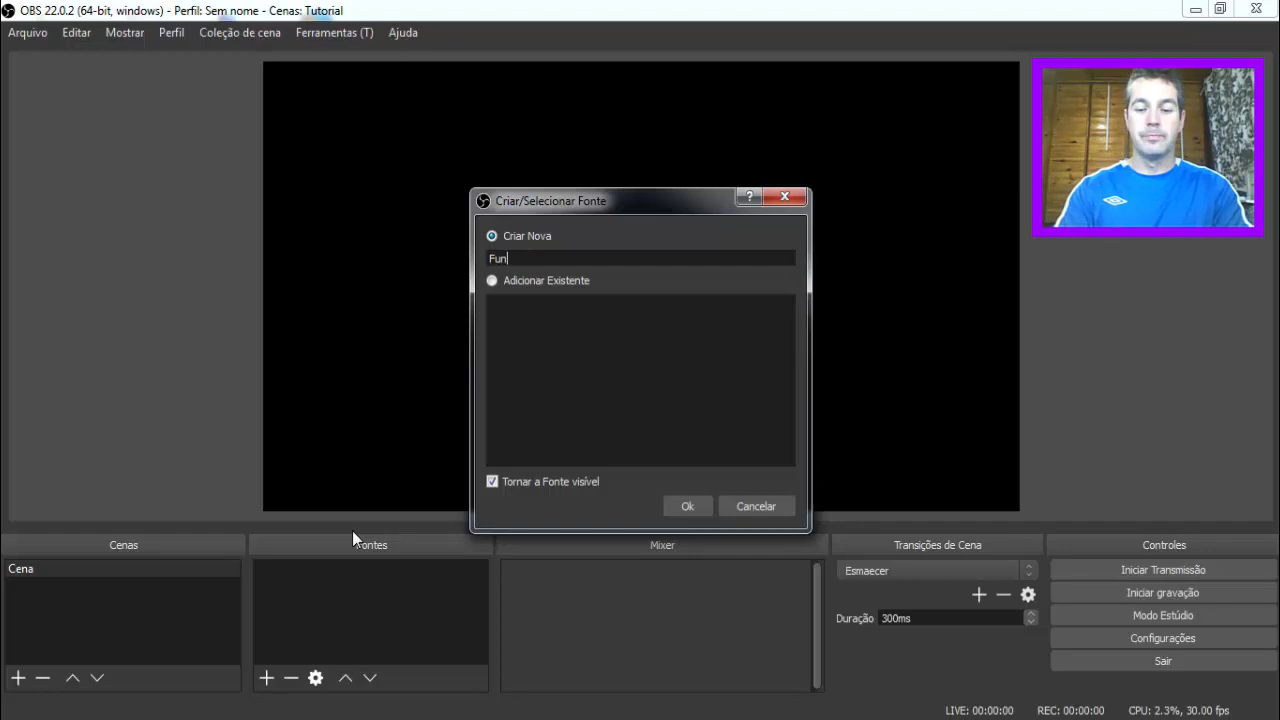 OBS 22.0.2 (64-bit, windows) - Perfil: Sem nome - Cenas: Tutorial
Arquivo Editar Mostrar Perfil Coleção de cena Ferramentas (T) Ajuda
Criar/Selecionar Fonte
?
Criar Nova
Fun
Adicionar Existente
Tornar a Fonte visível
Ok Cancelar
Cenas Fontes Mixer Transições de Cena Controles
Cena
Esmaecer
Duração 300ms
Iniciar Transmissão
Iniciar gravação
Modo Estúdio
Configurações
Sair
LIVE: 00:00:00 REC: 00:00:00 CPU: 2.3%, 30.00 fps